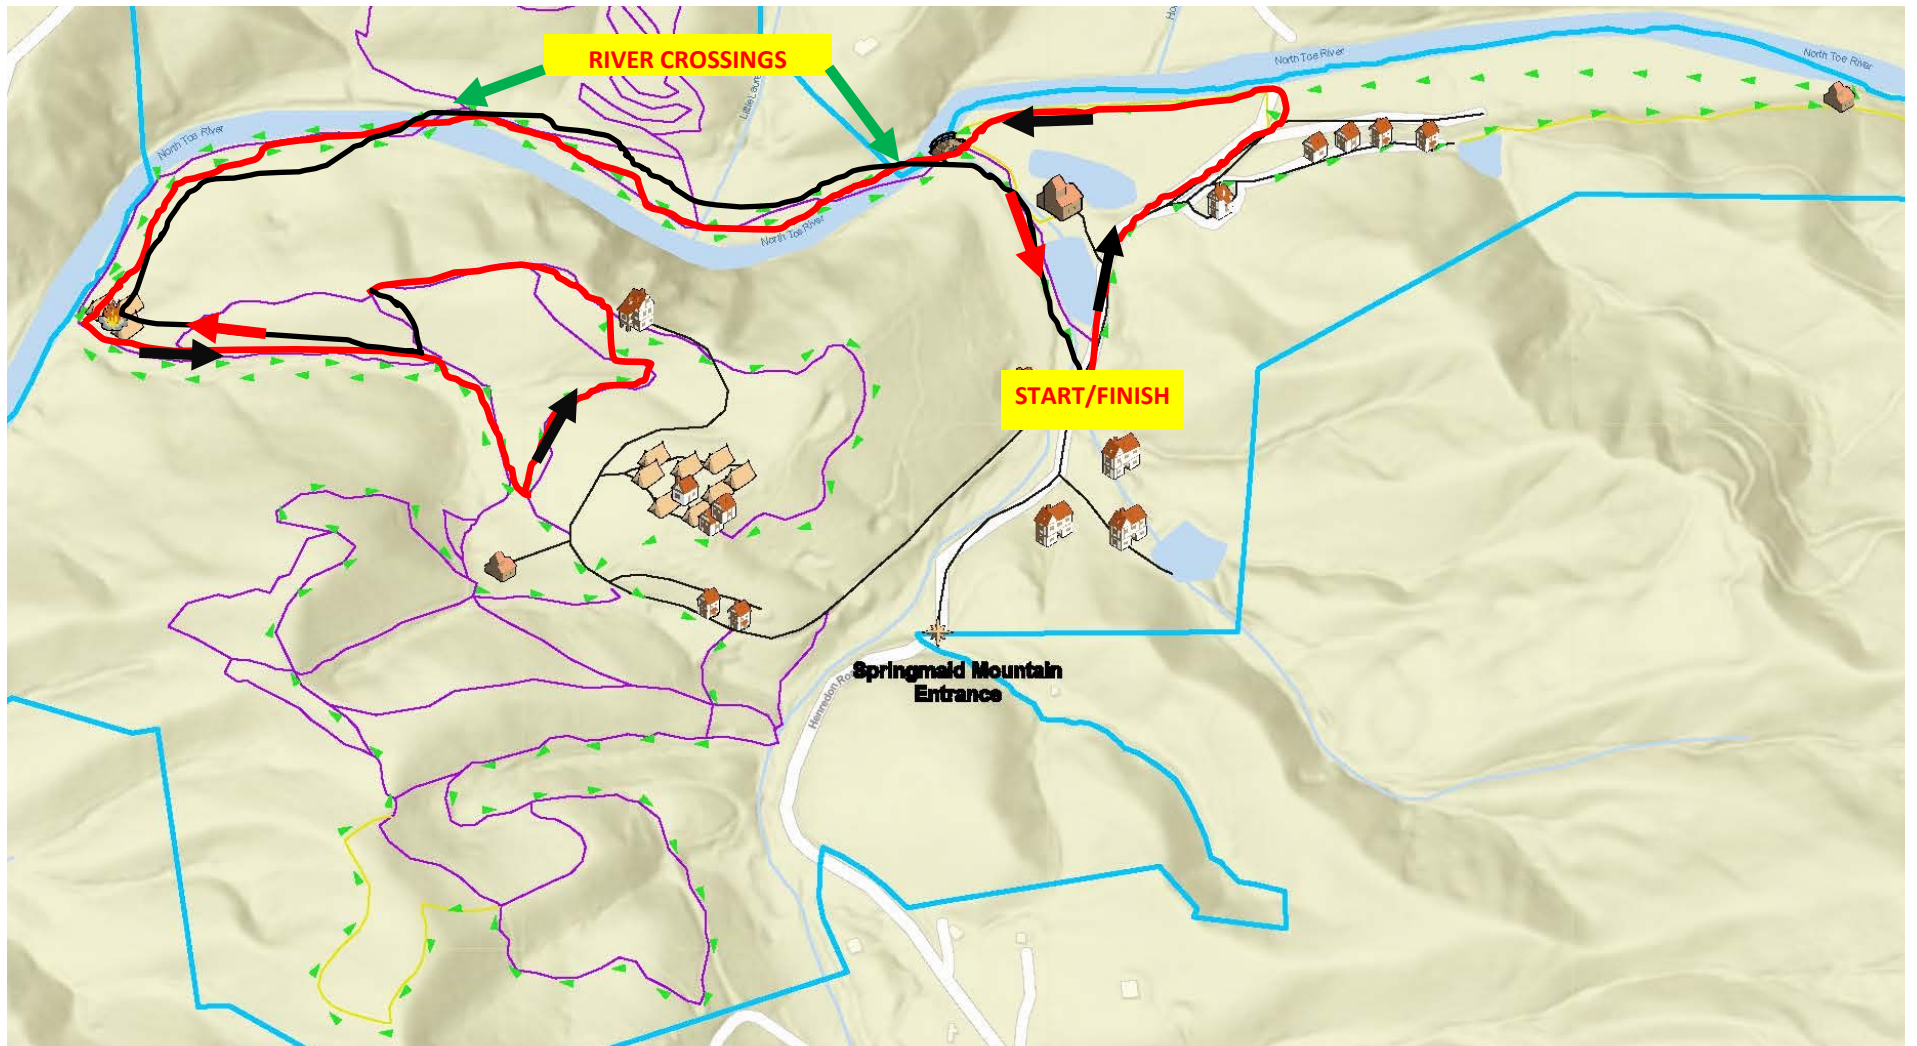 RIVER CROSSINGS
North Toe River
North Toe River
North Toe River
North Toe River
START/FINISH
Springmaid Mountain
Entrance